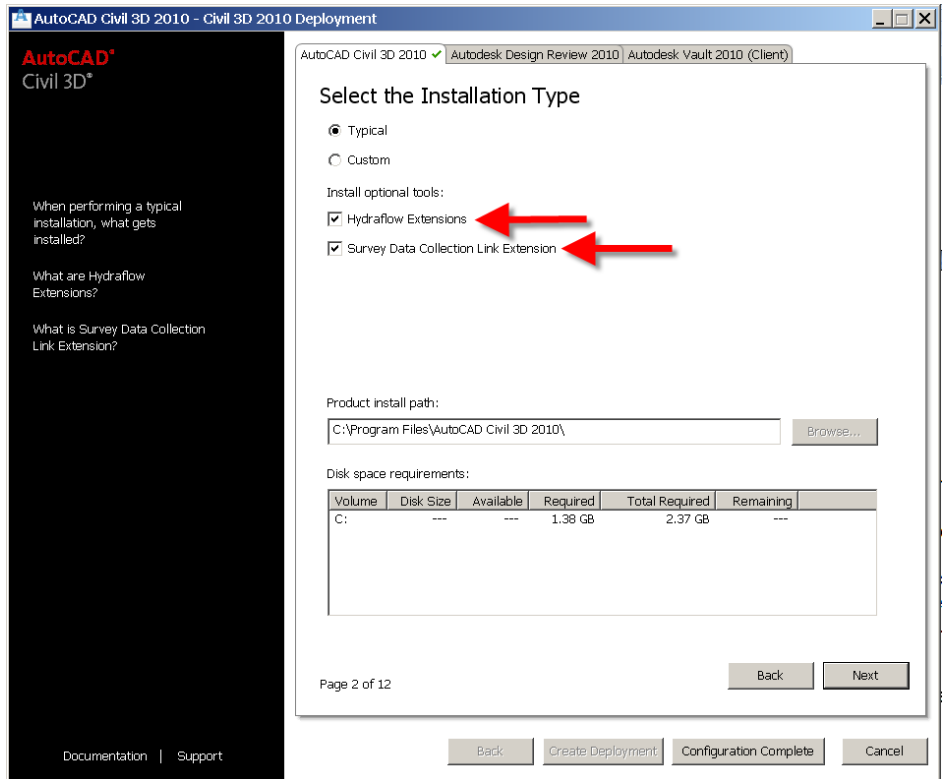 AutoCAD Civil 3D 2010 - Civil 3D 2010 Deployment
AutoCAD®
Civil 3D®
When performing a typical
installation, what gets
installed?
What are Hydraflow
Extensions?
What is Survey Data Collection
Link Extension?
Documentation | Support
AutoCAD Civil 3D 2010
Autodesk Design Review 2010
Autodesk Vault 2010 (Client)
Select the Installation Type
Typical
Custom
Install optional tools:
Hydraflow Extensions
Survey Data Collection Link Extension
Product install path:
C:\Program Files\AutoCAD Civil 3D 2010\
Browse...
Disk space requirements:
Volume Disk Size Available Required Total Required Remaining
C: --- --- 1.38 GB 2.37 GB ---
Page 2 of 12
Back Next
Back Create Deployment Configuration Complete Cancel